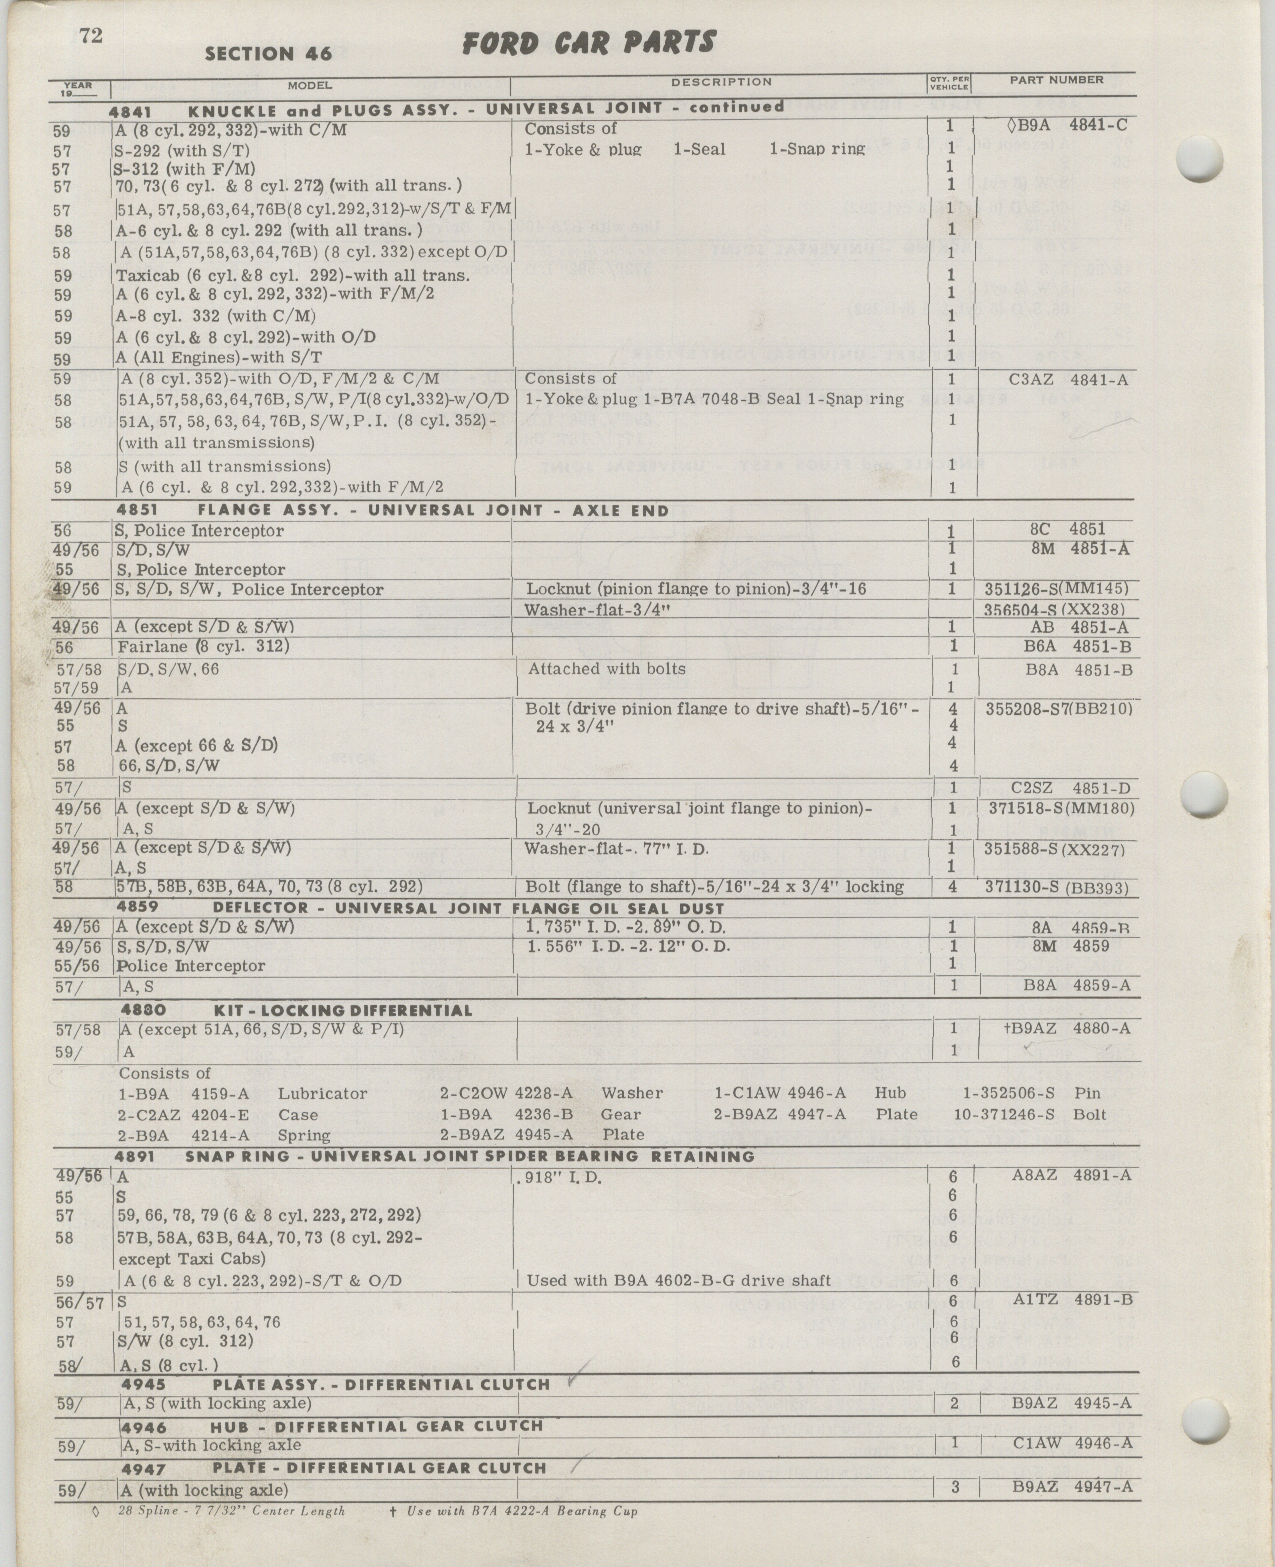 72
SECTION 46
FORD CAR PARTS
YEAR 19___ MODEL DESCRIPTION QTY. PER VEHICLE PART NUMBER
4841 KNUCKLE and PLUGS ASSY. - UNIVERSAL JOINT - continued
59 A (8 cyl. 292, 332)-with C/M Consists of 1 ◊B9A 4841-C
57 S-292 (with S/T) 1-Yoke & plug 1-Seal 1-Snap ring 1
57 S-312 (with F/M) 1
57 70, 73(6 cyl. & 8 cyl. 272) (with all trans.) 1
57 51A, 57,58,63,64,76B(8 cyl.292,312)-w/S/T & F/M 1
58 A-6 cyl. & 8 cyl. 292 (with all trans.) 1
58 A (51A,57,58,63,64,76B) (8 cyl. 332) except O/D 1
59 Taxicab (6 cyl. &8 cyl. 292)-with all trans. 1
59 A (6 cyl. & 8 cyl. 292, 332)-with F/M/2 1
59 A-8 cyl. 332 (with C/M) 1
59 A (6 cyl. & 8 cyl. 292)-with O/D 1
59 A (All Engines)-with S/T 1
59 A (8 cyl. 352)-with O/D, F/M/2 & C/M Consists of 1 C3AZ 4841-A
58 51A,57,58,63,64,76B, S/W, P/I(8 cyl.332)-w/O/D 1-Yoke & plug 1-B7A 7048-B Seal 1-Snap ring 1
58 51A, 57, 58, 63, 64, 76B, S/W, P.I. (8 cyl. 352)- 1
(with all transmissions)
58 S (with all transmissions) 1
59 A (6 cyl. & 8 cyl. 292,332)-with F/M/2 1
4851 FLANGE ASSY. - UNIVERSAL JOINT - AXLE END
56 S, Police Interceptor 1 8C 4851
49/56 S/D, S/W 1 8M 4851-A
55 S, Police Interceptor 1
49/56 S, S/D, S/W, Police Interceptor Locknut (pinion flange to pinion)-3/4"-16 1 351126-S(MM145)
Washer-flat-3/4" 356504-S (XX238)
49/56 A (except S/D & S/W) 1 AB 4851-A
56 Fairlane (8 cyl. 312) 1 B6A 4851-B
57/58 S/D, S/W, 66 Attached with bolts 1 B8A 4851-B
57/59 A 1
49/56 A Bolt (drive pinion flange to drive shaft)-5/16"- 4 355208-S7(BB210)
55 S 24 x 3/4" 4
57 A (except 66 & S/D) 4
58 66, S/D, S/W 4
57/ S 1 C2SZ 4851-D
49/56 A (except S/D & S/W) Locknut (universal joint flange to pinion)- 1 371518-S(MM180)
57/ A, S 3/4"-20 1
49/56 A (except S/D & S/W) Washer-flat-.77" I. D. 1 351588-S (XX227)
57/ A, S 1
58 57B, 58B, 63B, 64A, 70, 73 (8 cyl. 292) Bolt (flange to shaft)-5/16"-24 x 3/4" locking 4 371130-S (BB393)
4859 DEFLECTOR - UNIVERSAL JOINT FLANGE OIL SEAL DUST
49/56 A (except S/D & S/W) 1.735" I. D. -2.89" O. D. 1 8A 4859-B
49/56 S, S/D, S/W 1.556" I. D. -2.12" O. D. 1 8M 4859
55/56 Police Interceptor 1
57/ A, S 1 B8A 4859-A
4880 KIT - LOCKING DIFFERENTIAL
57/58 A (except 51A, 66, S/D, S/W & P/I) 1 †B9AZ 4880-A
59/ A 1
Consists of
1-B9A 4159-A Lubricator 2-C2OW 4228-A Washer 1-C1AW 4946-A Hub 1-352506-S Pin
2-C2AZ 4204-E Case 1-B9A 4236-B Gear 2-B9AZ 4947-A Plate 10-371246-S Bolt
2-B9A 4214-A Spring 2-B9AZ 4945-A Plate
4891 SNAP RING - UNIVERSAL JOINT SPIDER BEARING RETAINING
49/56 A .918" I. D. 6 A8AZ 4891-A
55 S 6
57 59, 66, 78, 79 (6 & 8 cyl. 223, 272, 292) 6
58 57B, 58A, 63B, 64A, 70, 73 (8 cyl. 292- 6
except Taxi Cabs)
59 A (6 & 8 cyl. 223, 292)-S/T & O/D Used with B9A 4602-B-G drive shaft 6
56/57 S 6 A1TZ 4891-B
57 51, 57, 58, 63, 64, 76 6
57 S/W (8 cyl. 312) 6
58/ A, S (8 cyl.) 6
4945 PLATE ASSY. - DIFFERENTIAL CLUTCH
59/ A, S (with locking axle) 2 B9AZ 4945-A
4946 HUB - DIFFERENTIAL GEAR CLUTCH
59/ A, S-with locking axle 1 C1AW 4946-A
4947 PLATE - DIFFERENTIAL GEAR CLUTCH
59/ A (with locking axle) 3 B9AZ 4947-A
◊ 28 Spline - 7 7/32" Center Length † Use with B7A 4222-A Bearing Cup